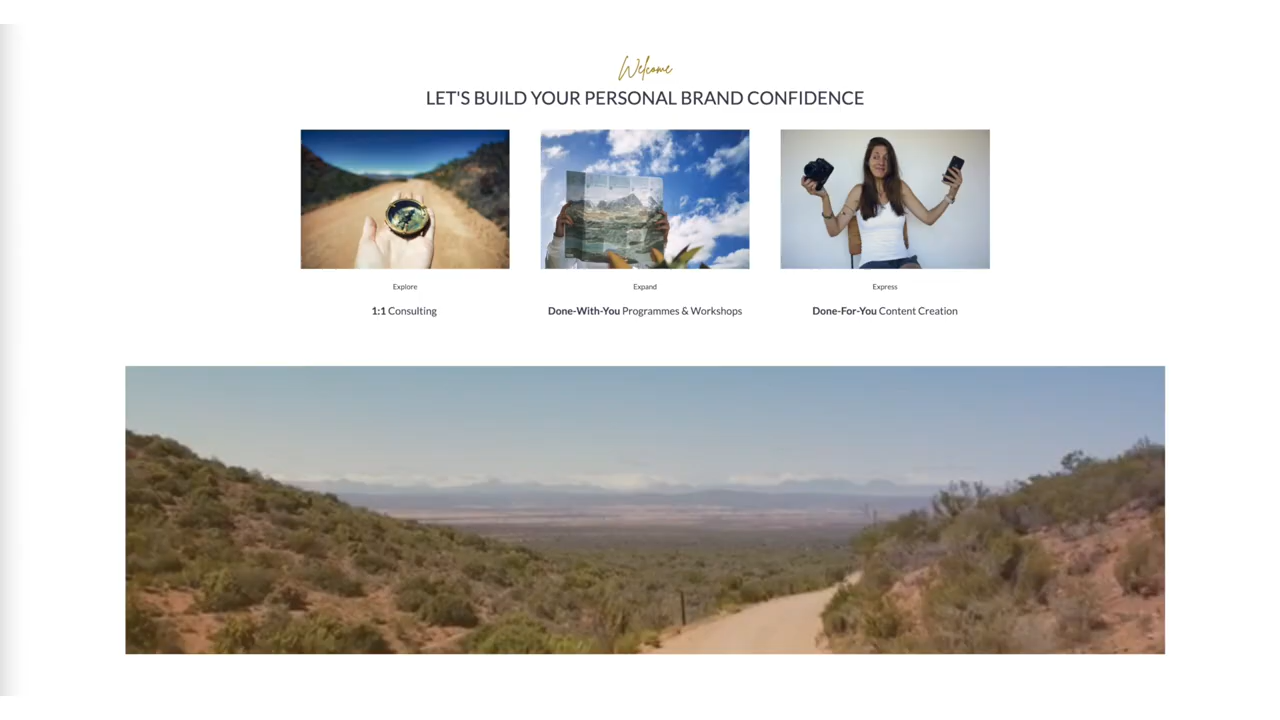 Welcome
LET'S BUILD YOUR PERSONAL BRAND CONFIDENCE
Explore
Expand
Express
1:1 Consulting
Done-With-You Programmes & Workshops
Done-For-You Content Creation